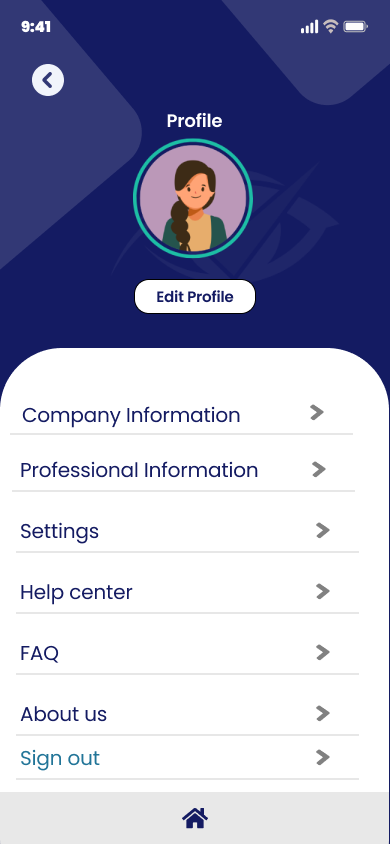 9:41
Profile
Edit Profile
Company Information
Professional Information
Settings
Help center
FAQ
About us
Sign out